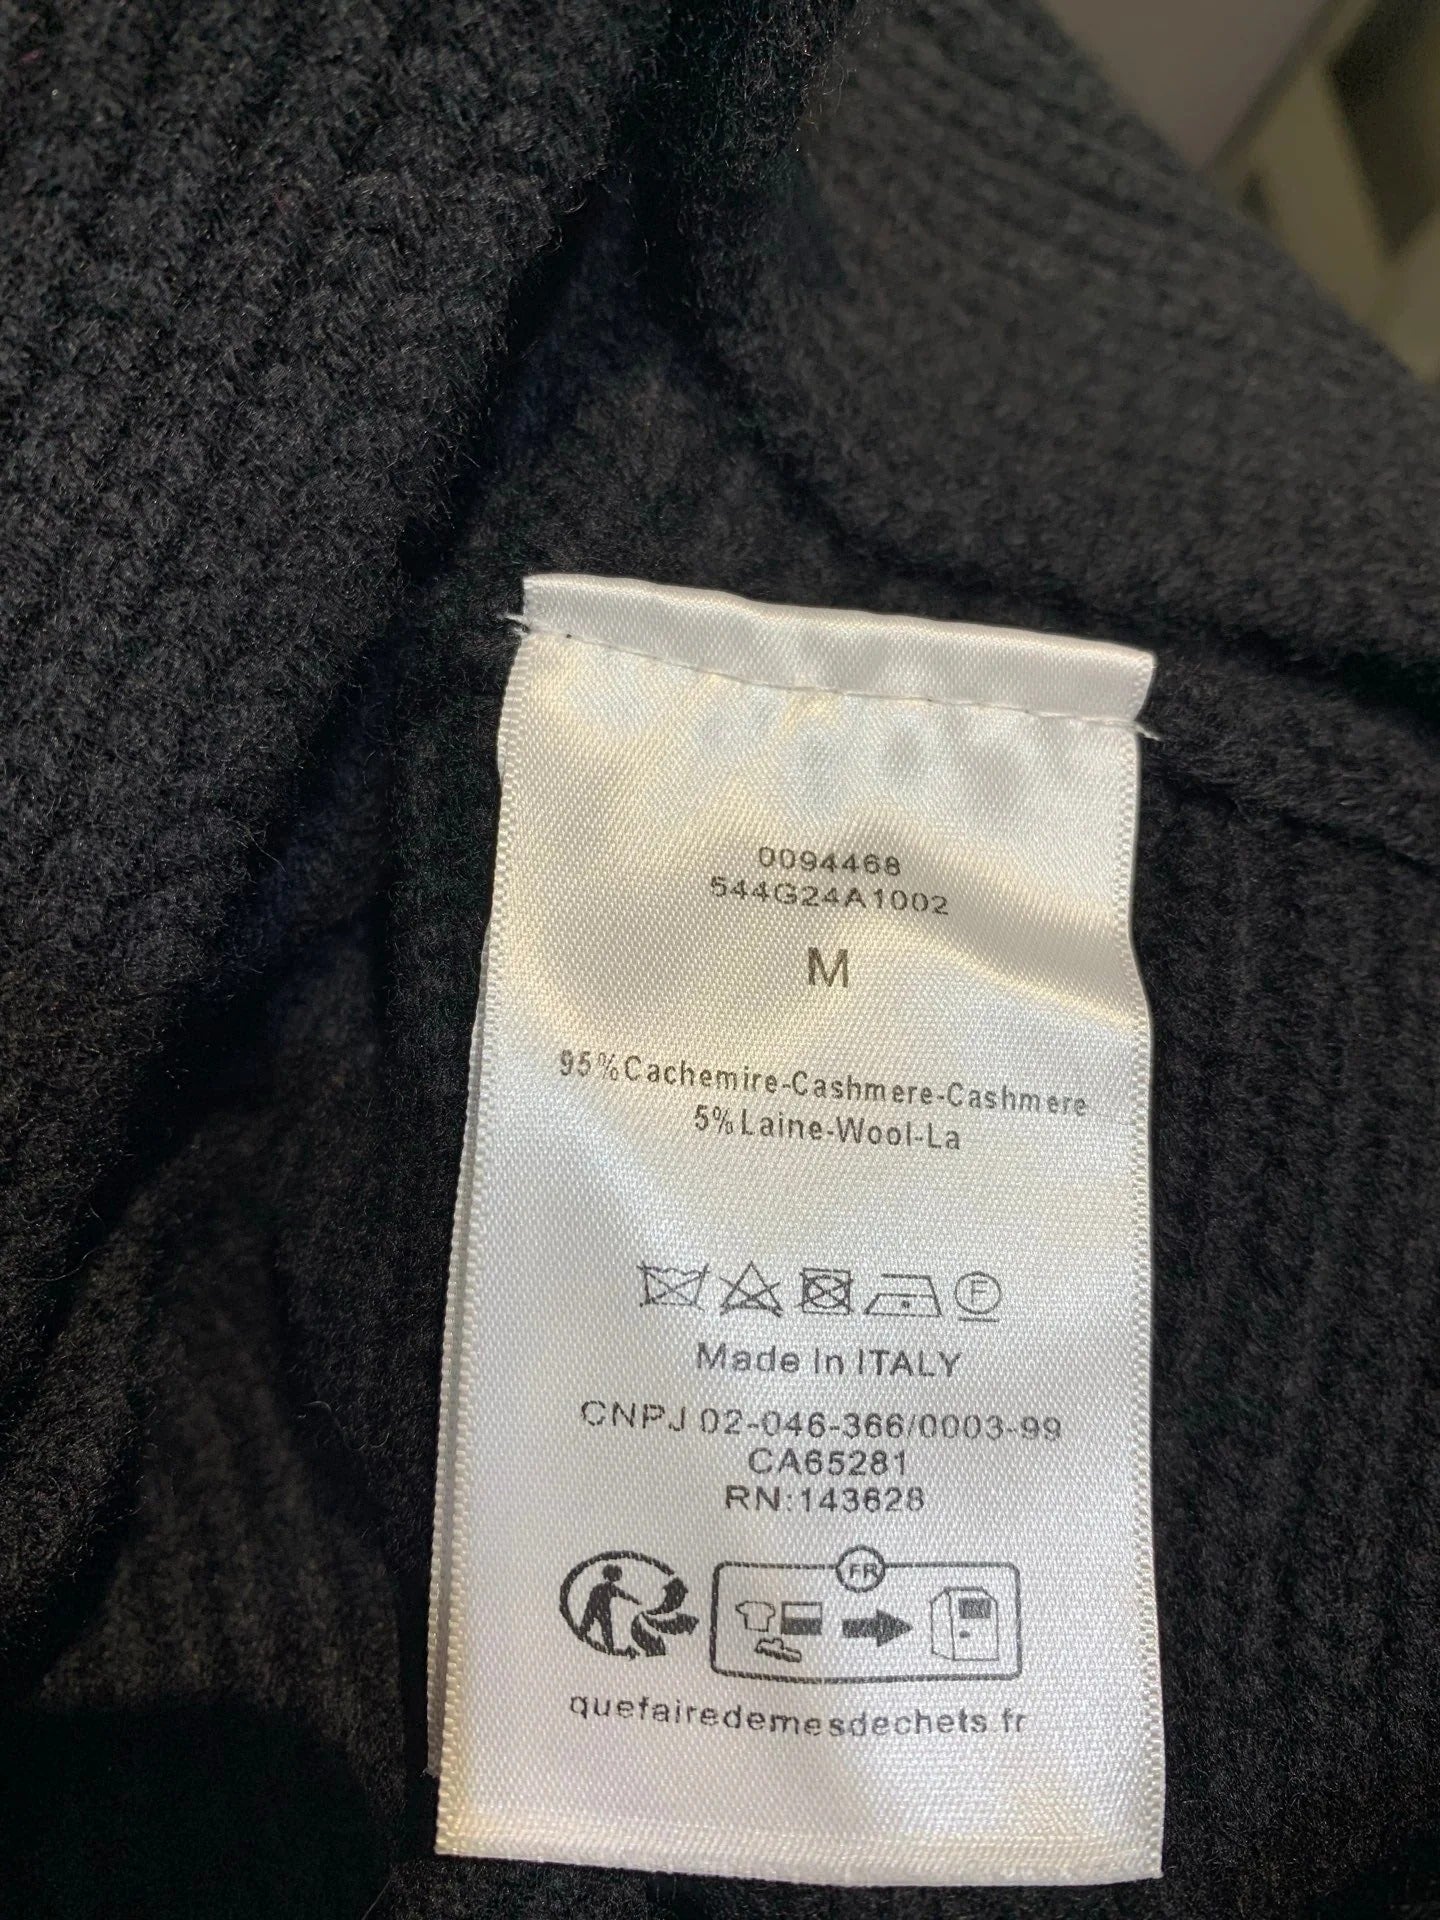 0094468
544G24A1002
M
95%Cachemire-Cashmere-Cashmere
5%Laine-Wool-La
F
Made In ITALY
CNPJ 02-046-366/0003-99
CA65281
RN:143628
FR
quefairedemesdechets.fr